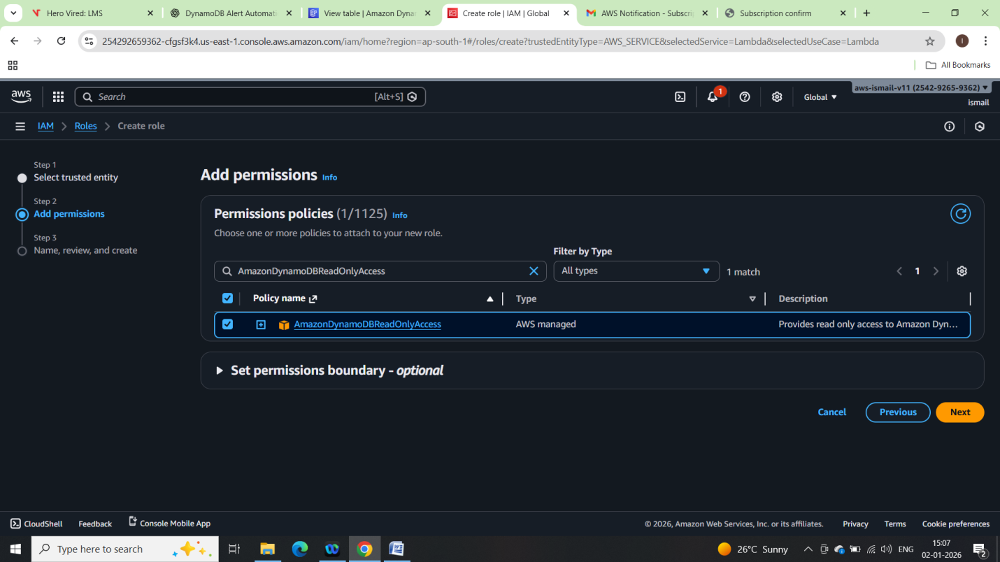 Hero Vired: LMS
DynamoDB Alert Automati
View table | Amazon Dyna
Create role | IAM | Global
AWS Notification - Subscri
Subscription confirm
254292659362-cfgsf3k4.us-east-1.console.aws.amazon.com/iam/home?region=ap-south-1#/roles/create?trustedEntityType=AWS_SERVICE&selectedService=Lambda&selectedUseCase=Lambda
I
All Bookmarks
aws
Search
[Alt+S]
1
Global
aws-ismail-v11 (2542-9265-9362)
ismail
IAM
Roles
Create role
Step 1
Select trusted entity
Step 2
Add permissions
Step 3
Name, review, and create
Add permissions Info
Permissions policies (1/1125) Info
Choose one or more policies to attach to your new role.
Filter by Type
AmazonDynamoDBReadOnlyAccess
All types
1 match
1
Policy name
Type
Description
AmazonDynamoDBReadOnlyAccess
AWS managed
Provides read only access to Amazon Dyn...
Set permissions boundary - optional
Cancel
Previous
Next
CloudShell
Feedback
Console Mobile App
© 2026, Amazon Web Services, Inc. or its affiliates.
Privacy
Terms
Cookie preferences
Type here to search
26°C Sunny
ENG
15:07
02-01-2026
2